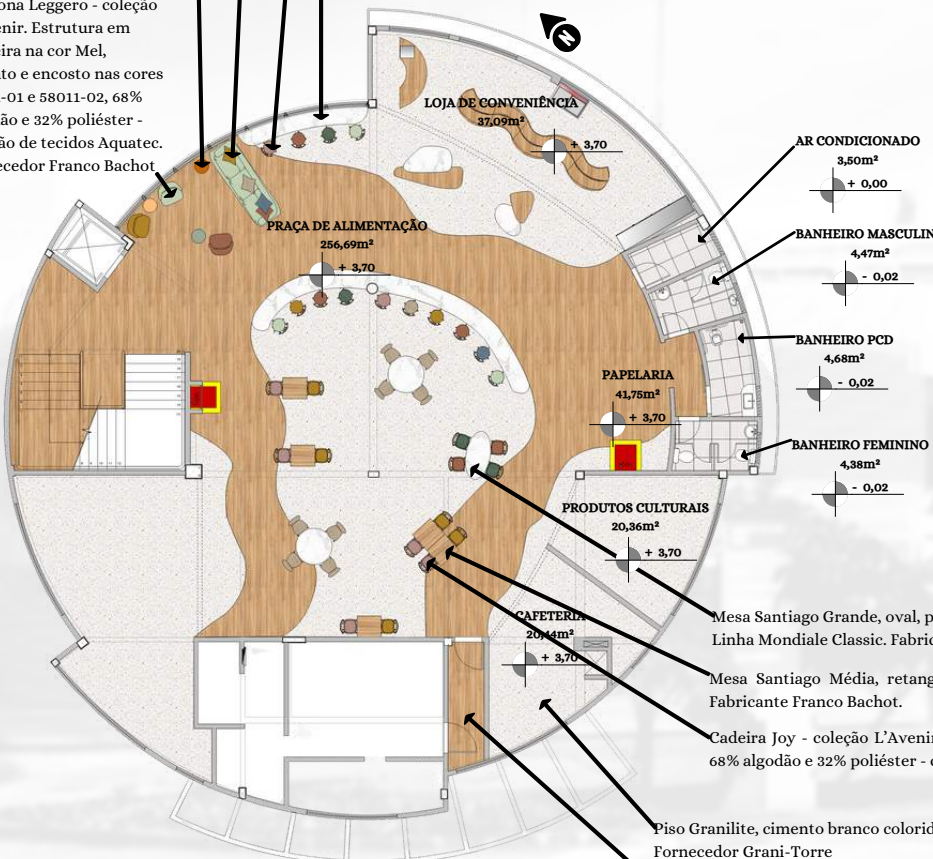 ona Leggero - coleção
enir. Estrutura em
eira na cor Mel,
to e encosto nas cores
-01 e 58011-02, 68%
ão e 32% poliéster -
ão de tecidos Aquatec.
ecedor Franco Bachot
N
LOJA DE CONVENIÊNCIA
37,09m²
+ 3,70
AR CONDICIONADO
3,50m²
+ 0,00
PRAÇA DE ALIMENTAÇÃO
256,69m²
+ 3,70
BANHEIRO MASCULIN
4,47m²
- 0,02
BANHEIRO PCD
4,68m²
- 0,02
PAPELARIA
41,75m²
+ 3,70
BANHEIRO FEMININO
4,38m²
- 0,02
PRODUTOS CULTURAIS
20,36m²
+ 3,70
CAFETERIA
20,44m²
+ 3,70
Mesa Santiago Grande, oval, p
Linha Mondiale Classic. Fabric
Mesa Santiago Média, retang
Fabricante Franco Bachot.
Cadeira Joy - coleção L'Avenir
68% algodão e 32% poliéster - c
Piso Granilite, cimento branco colorid
Fornecedor Grani-Torre